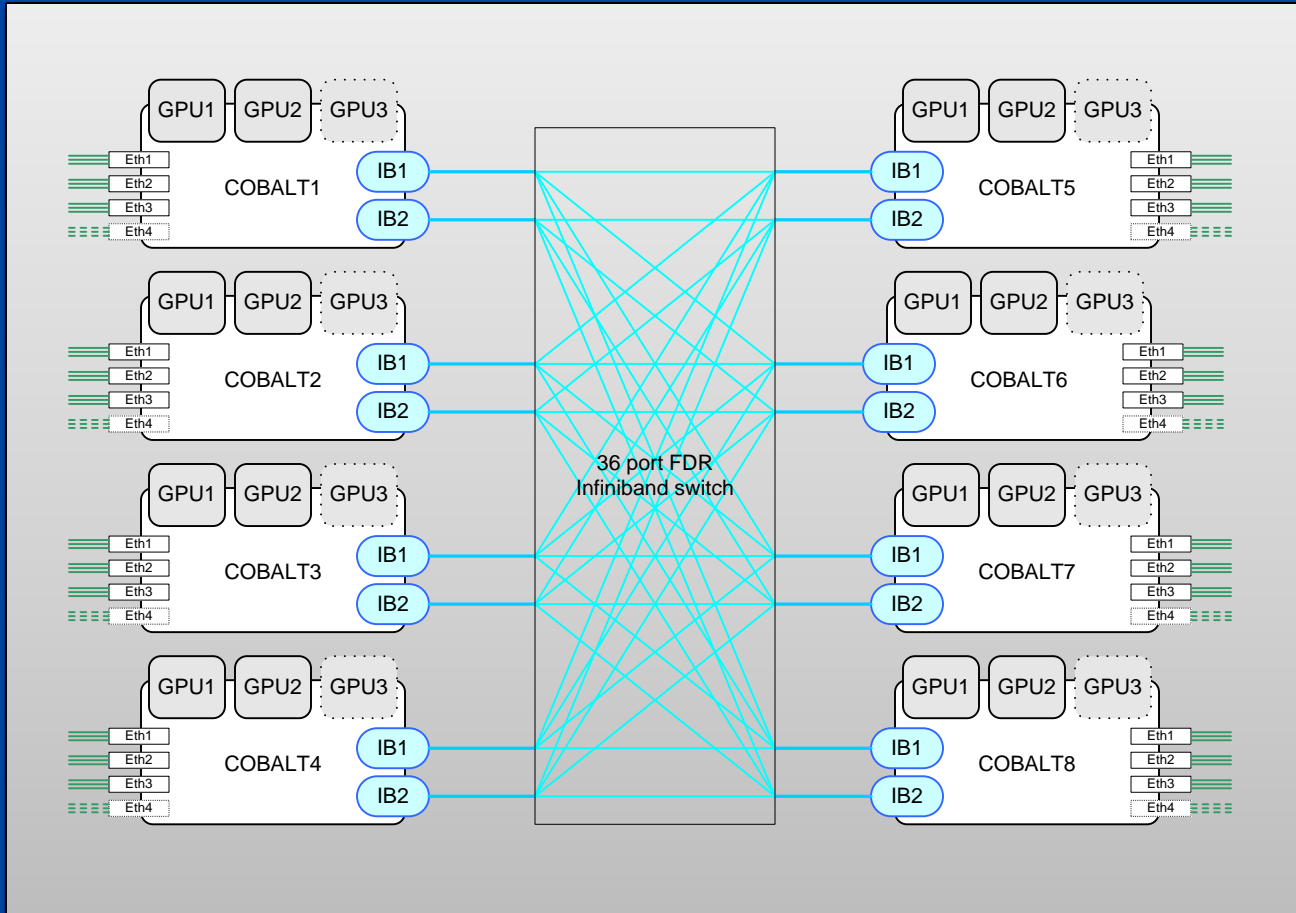 GPU1 GPU2 GPU3
Eth1
Eth2
Eth3
Eth4
COBALT1
IB1
IB2
GPU1 GPU2 GPU3
Eth1
Eth2
Eth3
Eth4
COBALT2
IB1
IB2
GPU1 GPU2 GPU3
Eth1
Eth2
Eth3
Eth4
COBALT3
IB1
IB2
GPU1 GPU2 GPU3
Eth1
Eth2
Eth3
Eth4
COBALT4
IB1
IB2
36 port FDR
Infiniband switch
GPU1 GPU2 GPU3
IB1
IB2
COBALT5
Eth1
Eth2
Eth3
Eth4
GPU1 GPU2 GPU3
IB1
IB2
COBALT6
Eth1
Eth2
Eth3
Eth4
GPU1 GPU2 GPU3
IB1
IB2
COBALT7
Eth1
Eth2
Eth3
Eth4
GPU1 GPU2 GPU3
IB1
IB2
COBALT8
Eth1
Eth2
Eth3
Eth4